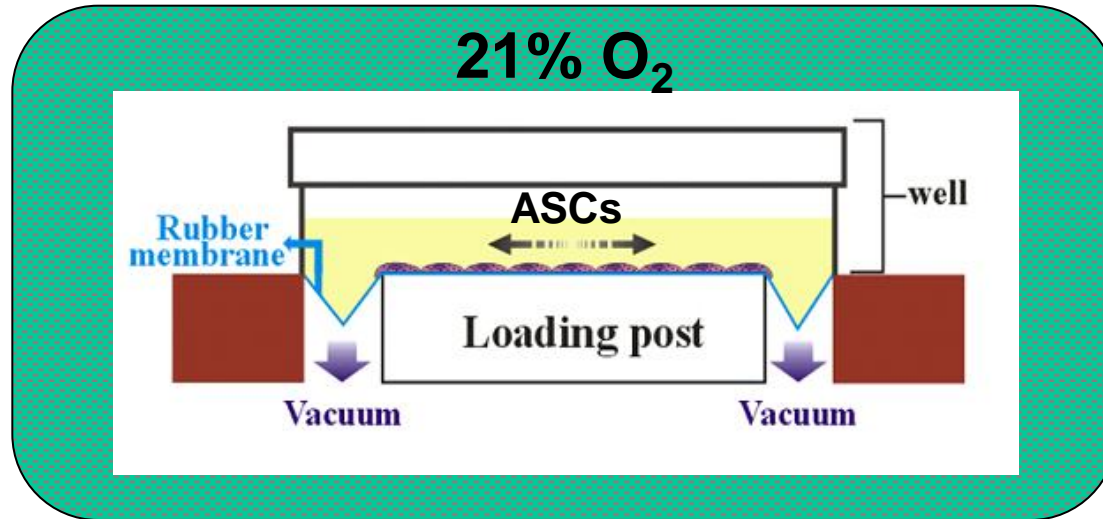 21% O₂
ASCs
well
Rubber
membrane
Loading post
Vacuum
Vacuum